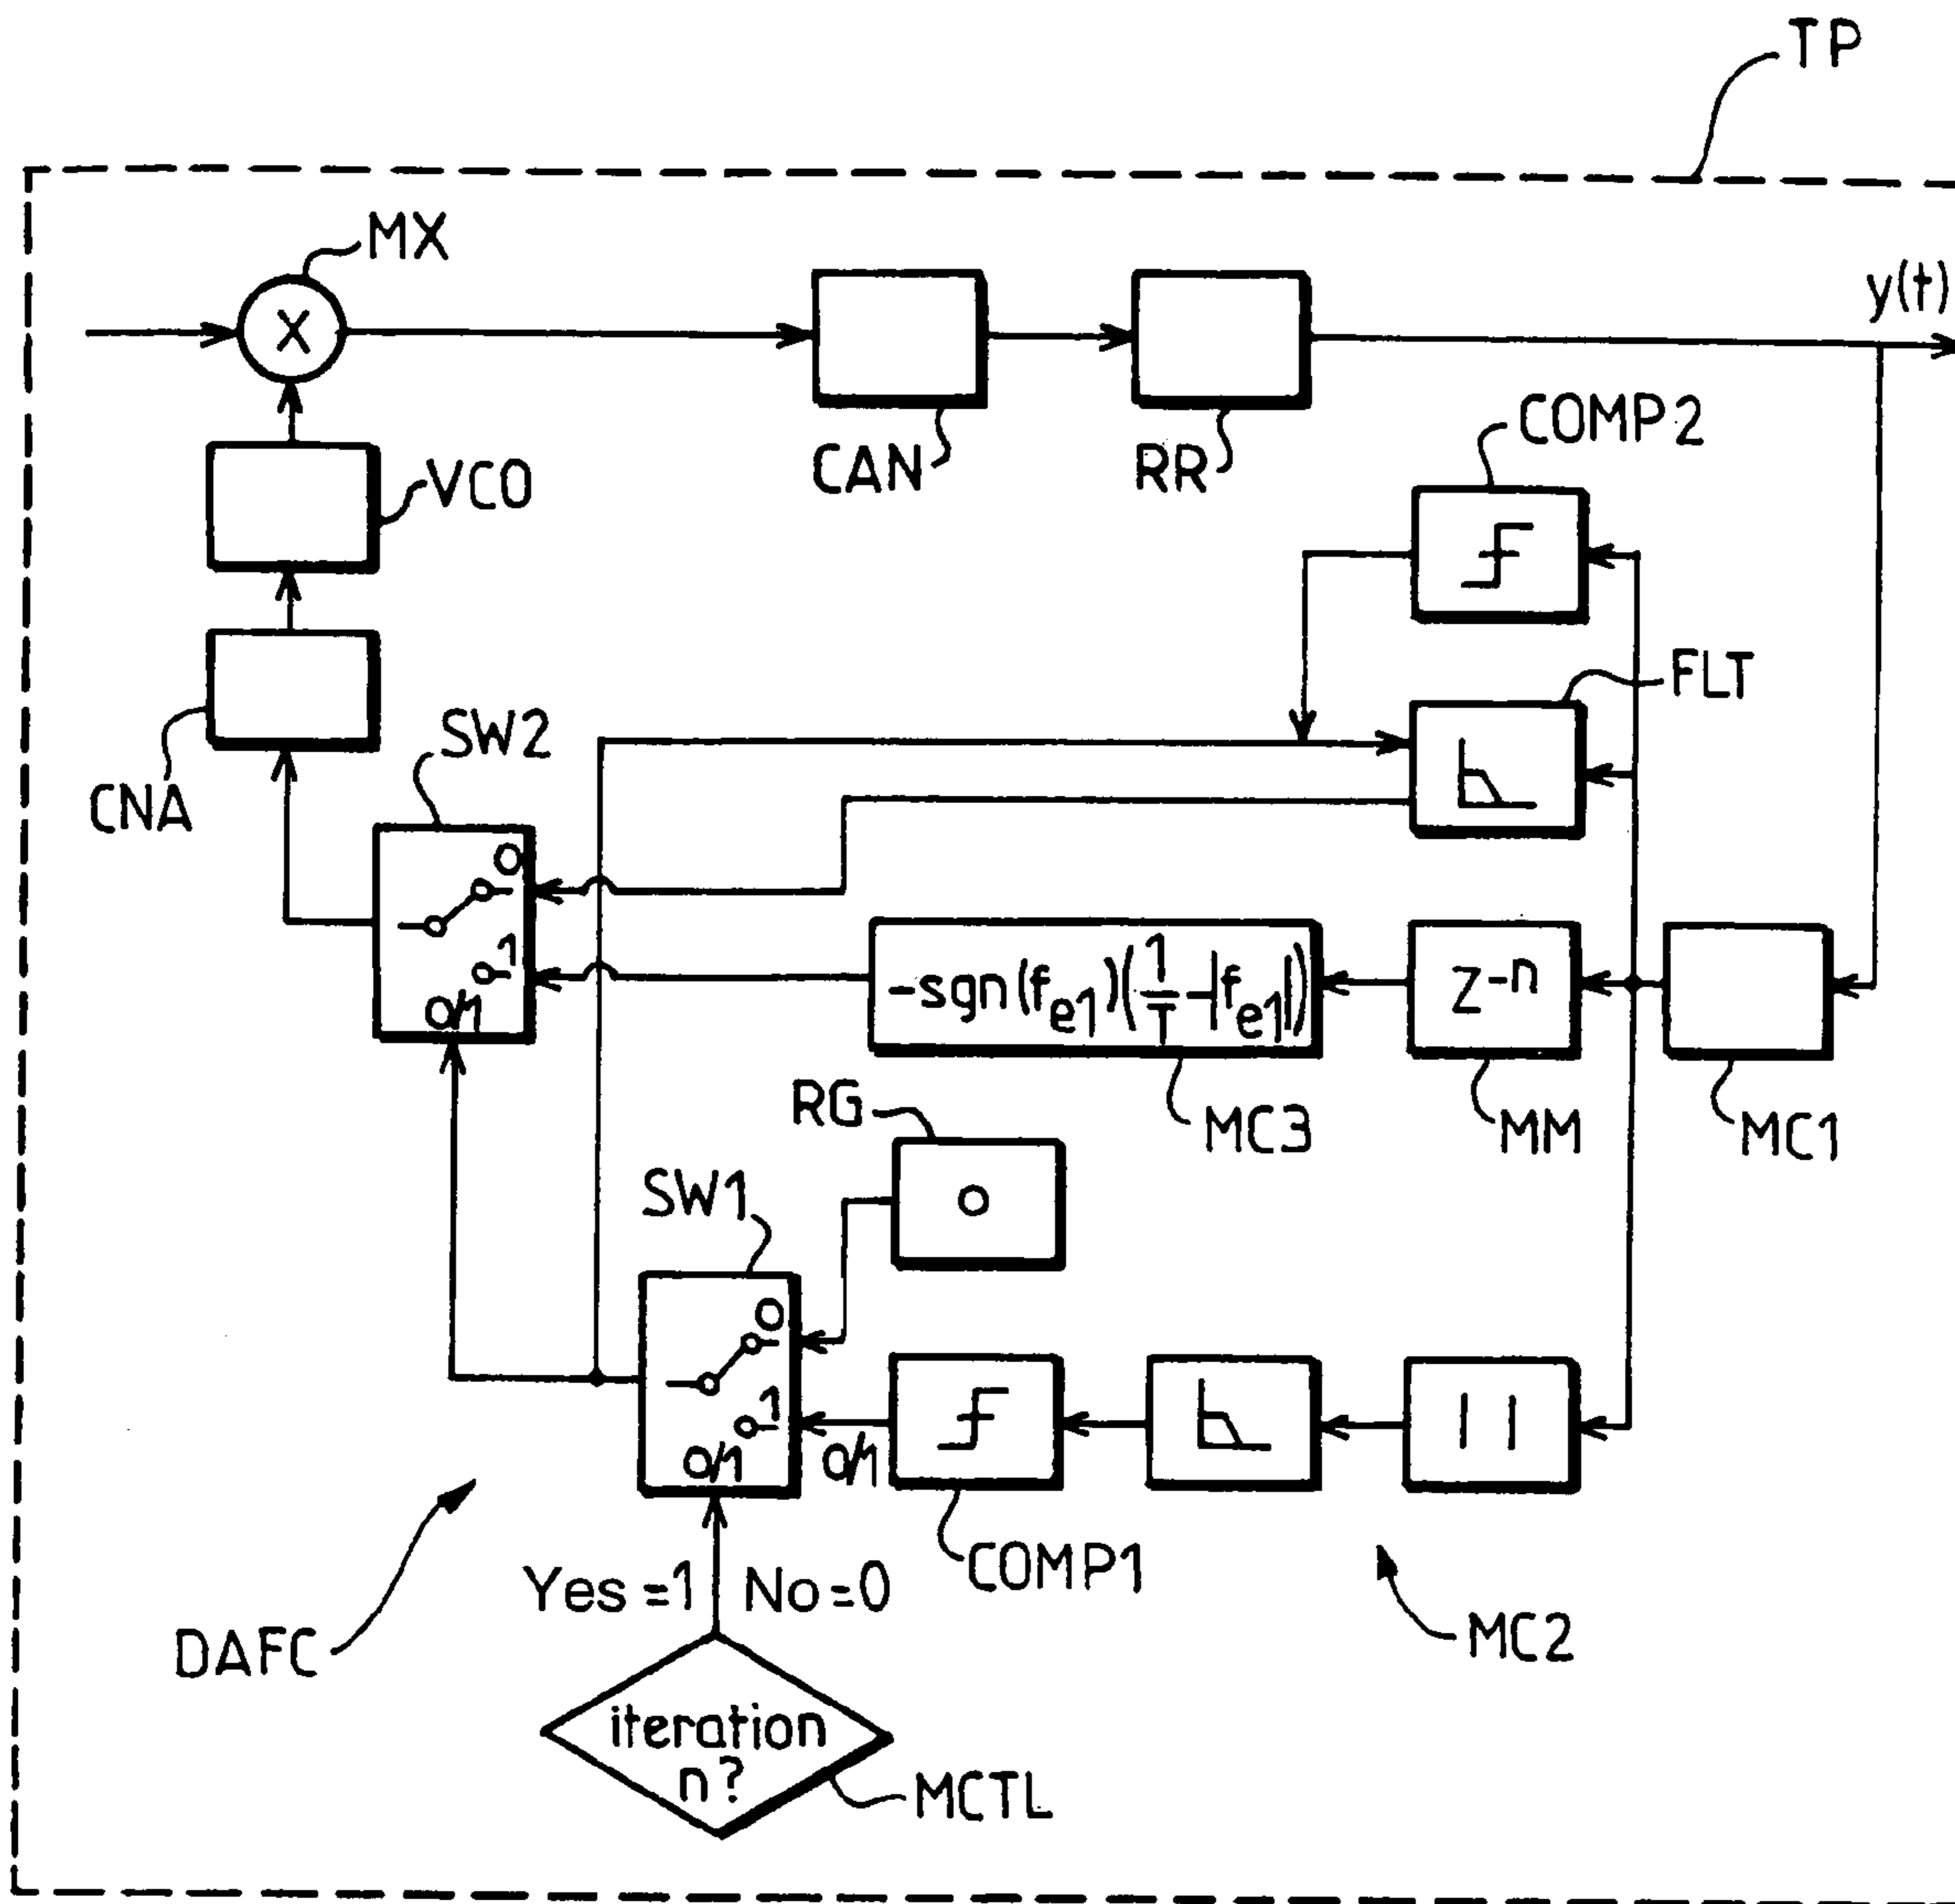 TP
MX
X
y(t)
CAN
RR
COMP2
VCO
FLT
SW2
CNA
0
1
0/1
-sgn(fe1)(1/T-|fe1|)
z-n
RG
MC3
MM
MC1
0
SW1
0
1
0/1
0/1
| |
COMP1
Yes=1 No=0
DAFC
MC2
iteration
n?
MCTL